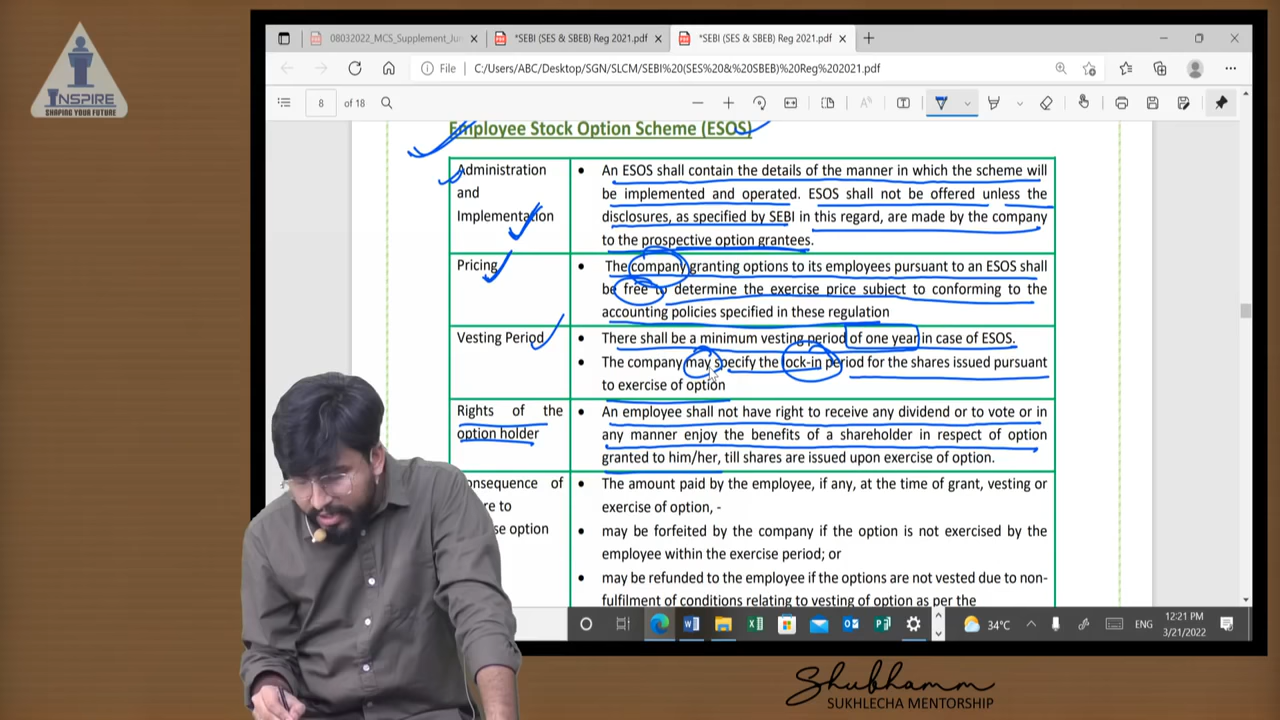 INSPIRE
SHAPING YOUR FUTURE
08032022_MCS_Supplement_Ju
*SEBI (SES & SBEB) Reg 2021.pdf
*SEBI (SES & SBEB) Reg 2021.pdf
File
C:/Users/ABC/Desktop/SGN/SLCM/SEBI%20(SES%20&%20SBEB)%20Reg%202021.pdf
8 of 18
Employee Stock Option Scheme (ESOS)
Administration
and
Implementation
• An ESOS shall contain the details of the manner in which the scheme will
be implemented and operated. ESOS shall not be offered unless the
disclosures, as specified by SEBI in this regard, are made by the company
to the prospective option grantees.
Pricing
• The company granting options to its employees pursuant to an ESOS shall
be free to determine the exercise price subject to conforming to the
accounting policies specified in these regulation
Vesting Period
• There shall be a minimum vesting period of one year in case of ESOS.
• The company may specify the lock-in period for the shares issued pursuant
to exercise of option
Rights of the
option holder
• An employee shall not have right to receive any dividend or to vote or in
any manner enjoy the benefits of a shareholder in respect of option
granted to him/her, till shares are issued upon exercise of option.
onsequence of
re to
se option
• The amount paid by the employee, if any, at the time of grant, vesting or
exercise of option, -
• may be forfeited by the company if the option is not exercised by the
employee within the exercise period; or
• may be refunded to the employee if the options are not vested due to non-
fulfilment of conditions relating to vesting of option as per the
34°C
ENG
12:21 PM
3/21/2022
Shubhamm
SUKHLECHA MENTORSHIP